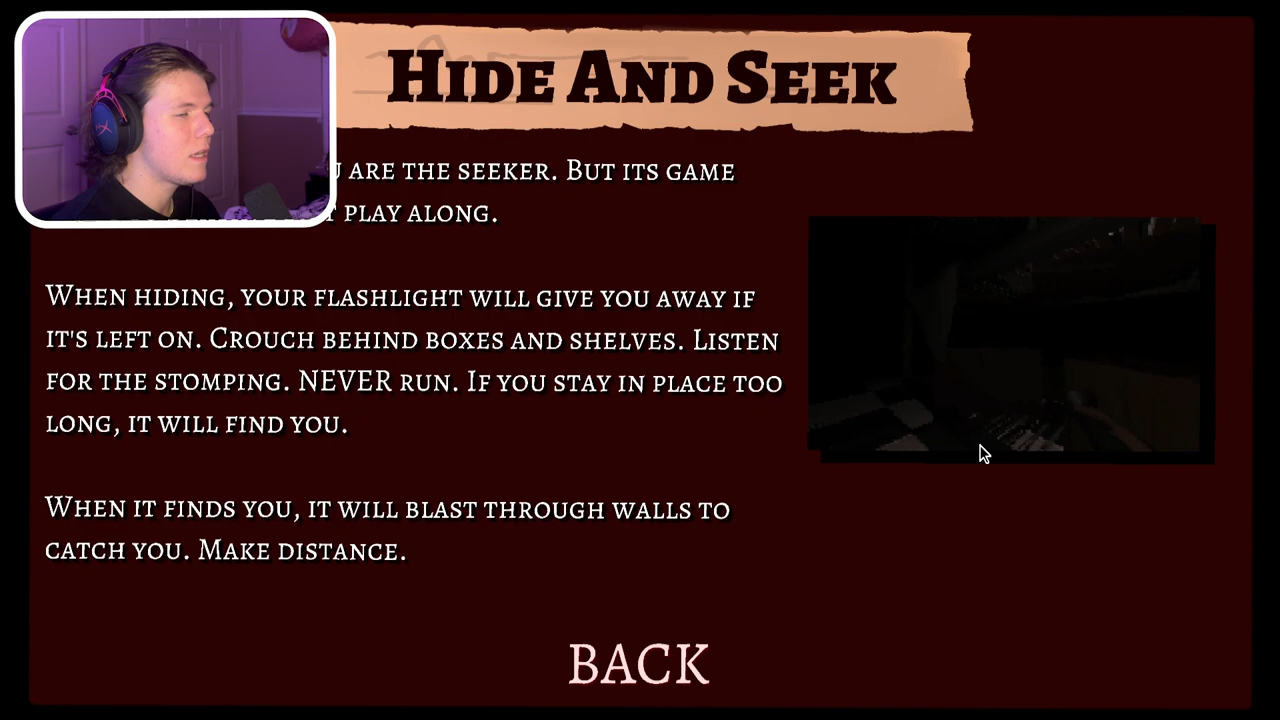 Hide And Seek
are the seeker. But its game
play along.
When hiding, your flashlight will give you away if
it's left on. Crouch behind boxes and shelves. Listen
for the stomping. NEVER run. If you stay in place too
long, it will find you.
When it finds you, it will blast through walls to
catch you. Make distance.
BACK